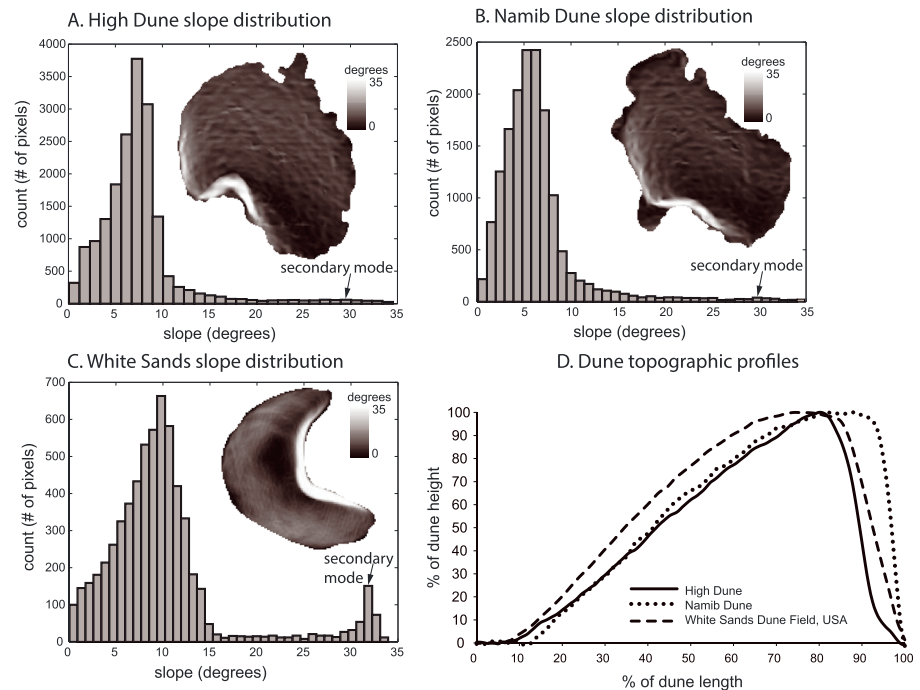 A. High Dune slope distribution
4000
3500
3000
2500
2000
1500
1000
500
0
count (# of pixels)
degrees
35
0
secondary mode
0 5 10 15 20 25 30 35
slope (degrees)
B. Namib Dune slope distribution
2500
2000
1500
1000
500
0
count (# of pixels)
degrees
35
0
secondary mode
0 5 10 15 20 25 30 35
slope (degrees)
C. White Sands slope distribution
700
600
500
400
300
200
100
0
count (# of pixels)
degrees
35
0
secondary
mode
0 5 10 15 20 25 30 35
slope (degrees)
D. Dune topographic profiles
100
90
80
70
60
50
40
30
20
10
0
% of dune height
High Dune
Namib Dune
White Sands Dune Field, USA
0 10 20 30 40 50 60 70 80 90 100
% of dune length